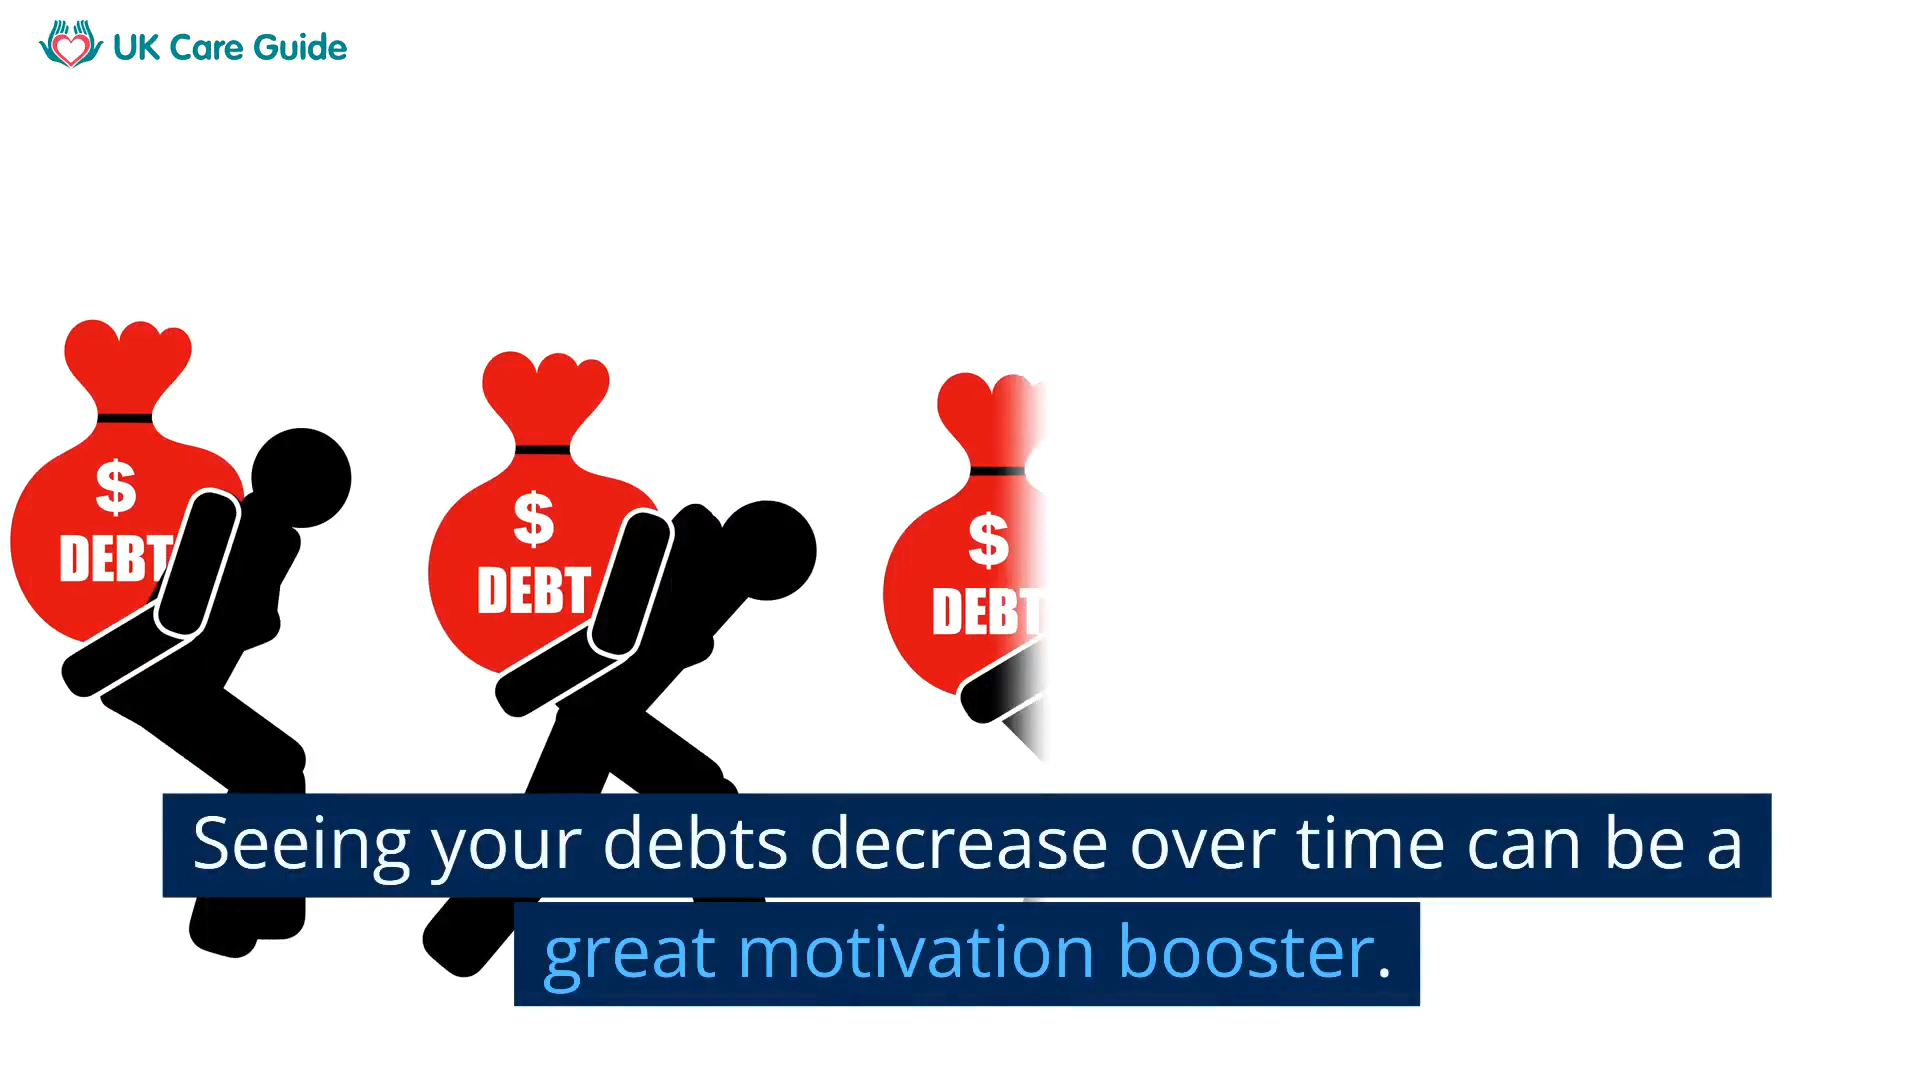 UK Care Guide
$
DEBT
$
DEBT
$
DEBT
Seeing your debts decrease over time can be a
great motivation booster.